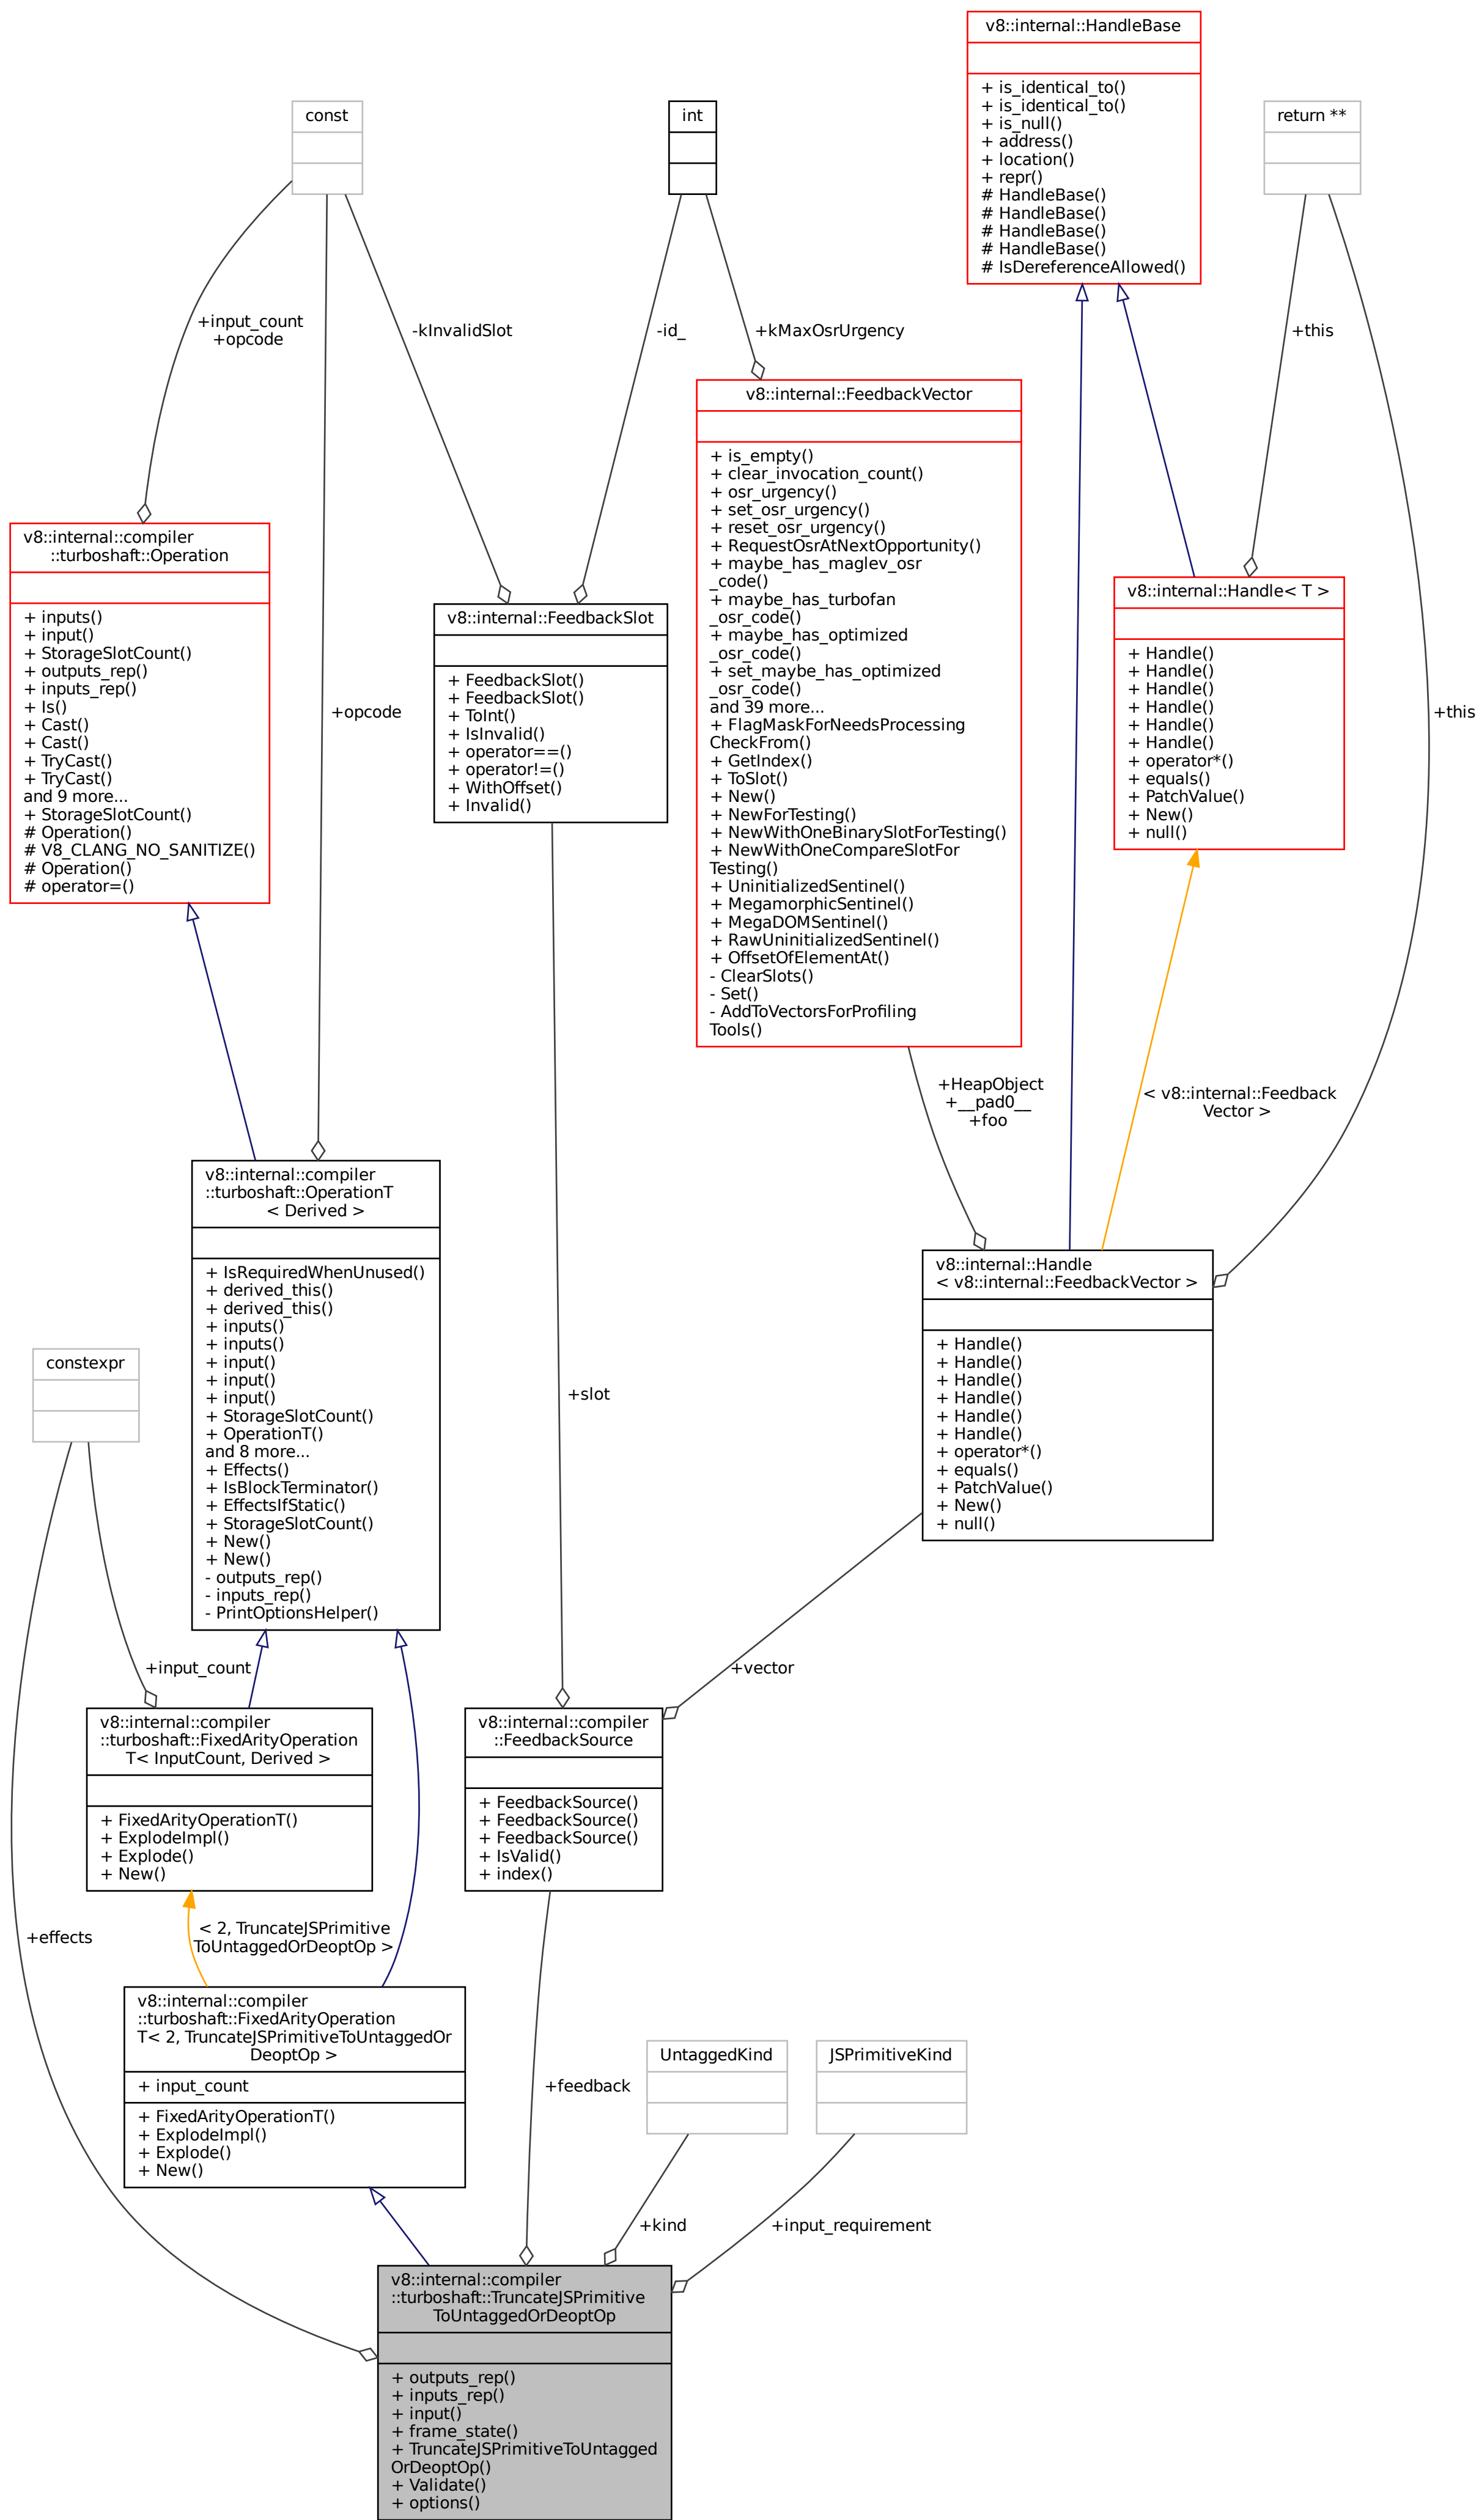 v8::internal::HandleBase
+ is_identical_to()
+ is_identical_to()
+ is_null()
+ address()
+ location()
+ repr()
# HandleBase()
# HandleBase()
# HandleBase()
# HandleBase()
# IsDereferenceAllowed()
const
int
return **
+input_count
+opcode
-kInvalidSlot
-id_
+kMaxOsrUrgency
+this
v8::internal::FeedbackVector
+ is_empty()
+ clear_invocation_count()
+ osr_urgency()
+ set_osr_urgency()
+ reset_osr_urgency()
+ RequestOsrAtNextOpportunity()
+ maybe_has_maglev_osr
_code()
+ maybe_has_turbofan
_osr_code()
+ maybe_has_optimized
_osr_code()
+ set_maybe_has_optimized
_osr_code()
and 39 more...
+ FlagMaskForNeedsProcessing
CheckFrom()
+ GetIndex()
+ ToSlot()
+ New()
+ NewForTesting()
+ NewWithOneBinarySlotForTesting()
+ NewWithOneCompareSlotFor
Testing()
+ UninitializedSentinel()
+ MegamorphicSentinel()
+ MegaDOMSentinel()
+ RawUninitializedSentinel()
+ OffsetOfElementAt()
- ClearSlots()
- Set()
- AddToVectorsForProfiling
Tools()
v8::internal::compiler
::turboshaft::Operation
+ inputs()
+ input()
+ StorageSlotCount()
+ outputs_rep()
+ inputs_rep()
+ Is()
+ Cast()
+ Cast()
+ TryCast()
+ TryCast()
and 9 more...
+ StorageSlotCount()
# Operation()
# V8_CLANG_NO_SANITIZE()
# Operation()
# operator=()
v8::internal::Handle< T >
+ Handle()
+ Handle()
+ Handle()
+ Handle()
+ Handle()
+ Handle()
+ operator*()
+ equals()
+ PatchValue()
+ New()
+ null()
v8::internal::FeedbackSlot
+ FeedbackSlot()
+ FeedbackSlot()
+ ToInt()
+ IsInvalid()
+ operator==()
+ operator!=()
+ WithOffset()
+ Invalid()
+opcode
+this
+HeapObject
+__pad0__
+foo
< v8::internal::Feedback
Vector >
v8::internal::compiler
::turboshaft::OperationT
< Derived >
+ IsRequiredWhenUnused()
+ derived_this()
+ derived_this()
+ inputs()
+ inputs()
+ input()
+ input()
+ input()
+ StorageSlotCount()
+ OperationT()
and 8 more...
+ Effects()
+ IsBlockTerminator()
+ EffectsIfStatic()
+ StorageSlotCount()
+ New()
+ New()
- outputs_rep()
- inputs_rep()
- PrintOptionsHelper()
v8::internal::Handle
< v8::internal::FeedbackVector >
+ Handle()
+ Handle()
+ Handle()
+ Handle()
+ Handle()
+ Handle()
+ operator*()
+ equals()
+ PatchValue()
+ New()
+ null()
constexpr
+slot
+input_count
+vector
v8::internal::compiler
::turboshaft::FixedArityOperation
T< InputCount, Derived >
+ FixedArityOperationT()
+ ExplodeImpl()
+ Explode()
+ New()
v8::internal::compiler
::FeedbackSource
+ FeedbackSource()
+ FeedbackSource()
+ FeedbackSource()
+ IsValid()
+ index()
+effects
< 2, TruncateJSPrimitive
ToUntaggedOrDeoptOp >
v8::internal::compiler
::turboshaft::FixedArityOperation
T< 2, TruncateJSPrimitiveToUntaggedOr
DeoptOp >
+ input_count
+ FixedArityOperationT()
+ ExplodeImpl()
+ Explode()
+ New()
+feedback
UntaggedKind
JSPrimitiveKind
+kind
+input_requirement
v8::internal::compiler
::turboshaft::TruncateJSPrimitive
ToUntaggedOrDeoptOp
+ outputs_rep()
+ inputs_rep()
+ input()
+ frame_state()
+ TruncateJSPrimitiveToUntagged
OrDeoptOp()
+ Validate()
+ options()